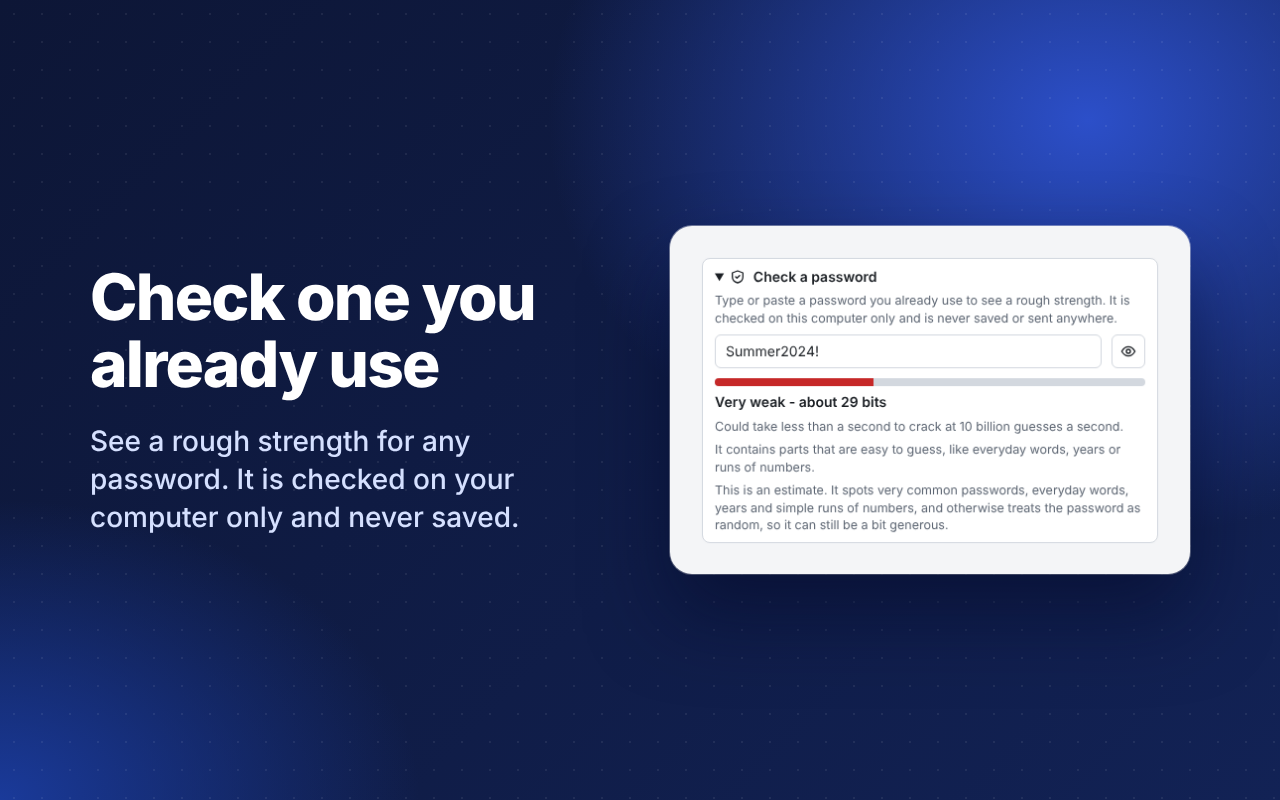 Check one you
already use
See a rough strength for any
password. It is checked on your
computer only and never saved.
Check a password
Type or paste a password you already use to see a rough strength. It is
checked on this computer only and is never saved or sent anywhere.
Summer2024!
Very weak - about 29 bits
Could take less than a second to crack at 10 billion guesses a second.
It contains parts that are easy to guess, like everyday words, years or
runs of numbers.
This is an estimate. It spots very common passwords, everyday words,
years and simple runs of numbers, and otherwise treats the password as
random, so it can still be a bit generous.